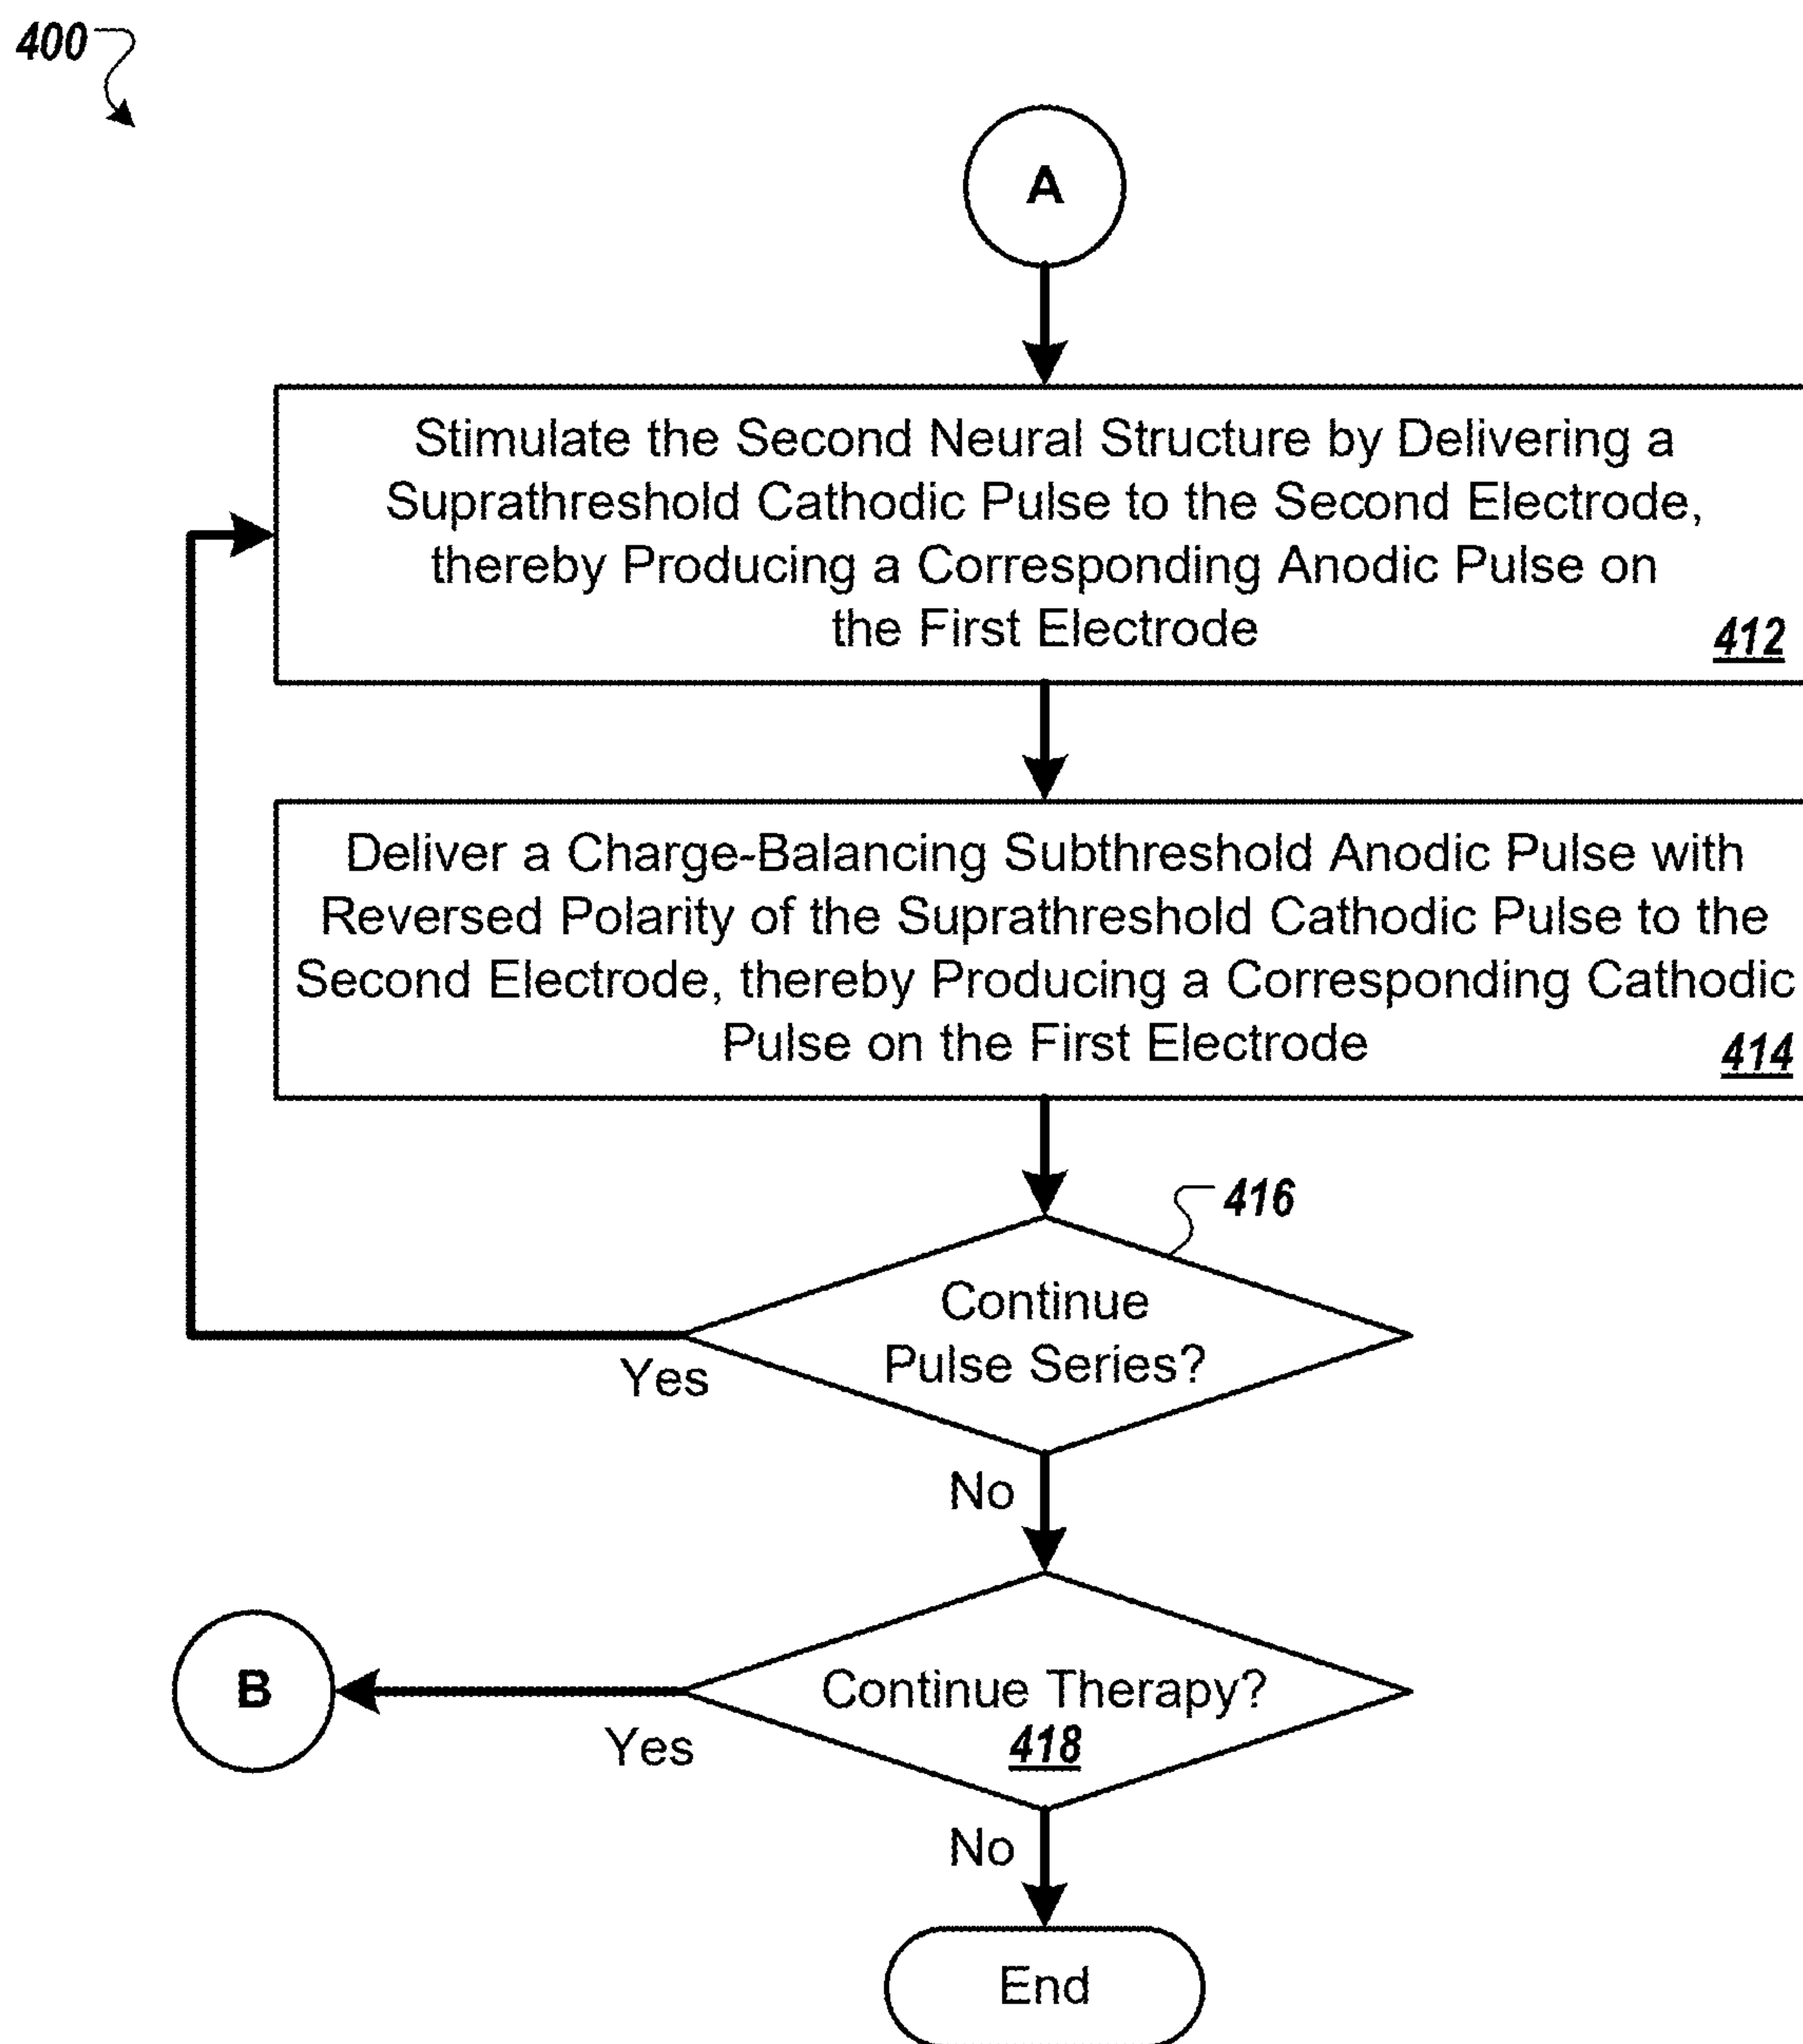 400
A
Stimulate the Second Neural Structure by Delivering a
Suprathreshold Cathodic Pulse to the Second Electrode,
thereby Producing a Corresponding Anodic Pulse on
the First Electrode
412
Deliver a Charge-Balancing Subthreshold Anodic Pulse with
Reversed Polarity of the Suprathreshold Cathodic Pulse to the
Second Electrode, thereby Producing a Corresponding Cathodic
Pulse on the First Electrode
414
416
Continue
Pulse Series?
Yes
No
Continue Therapy?
418
B
Yes
No
End